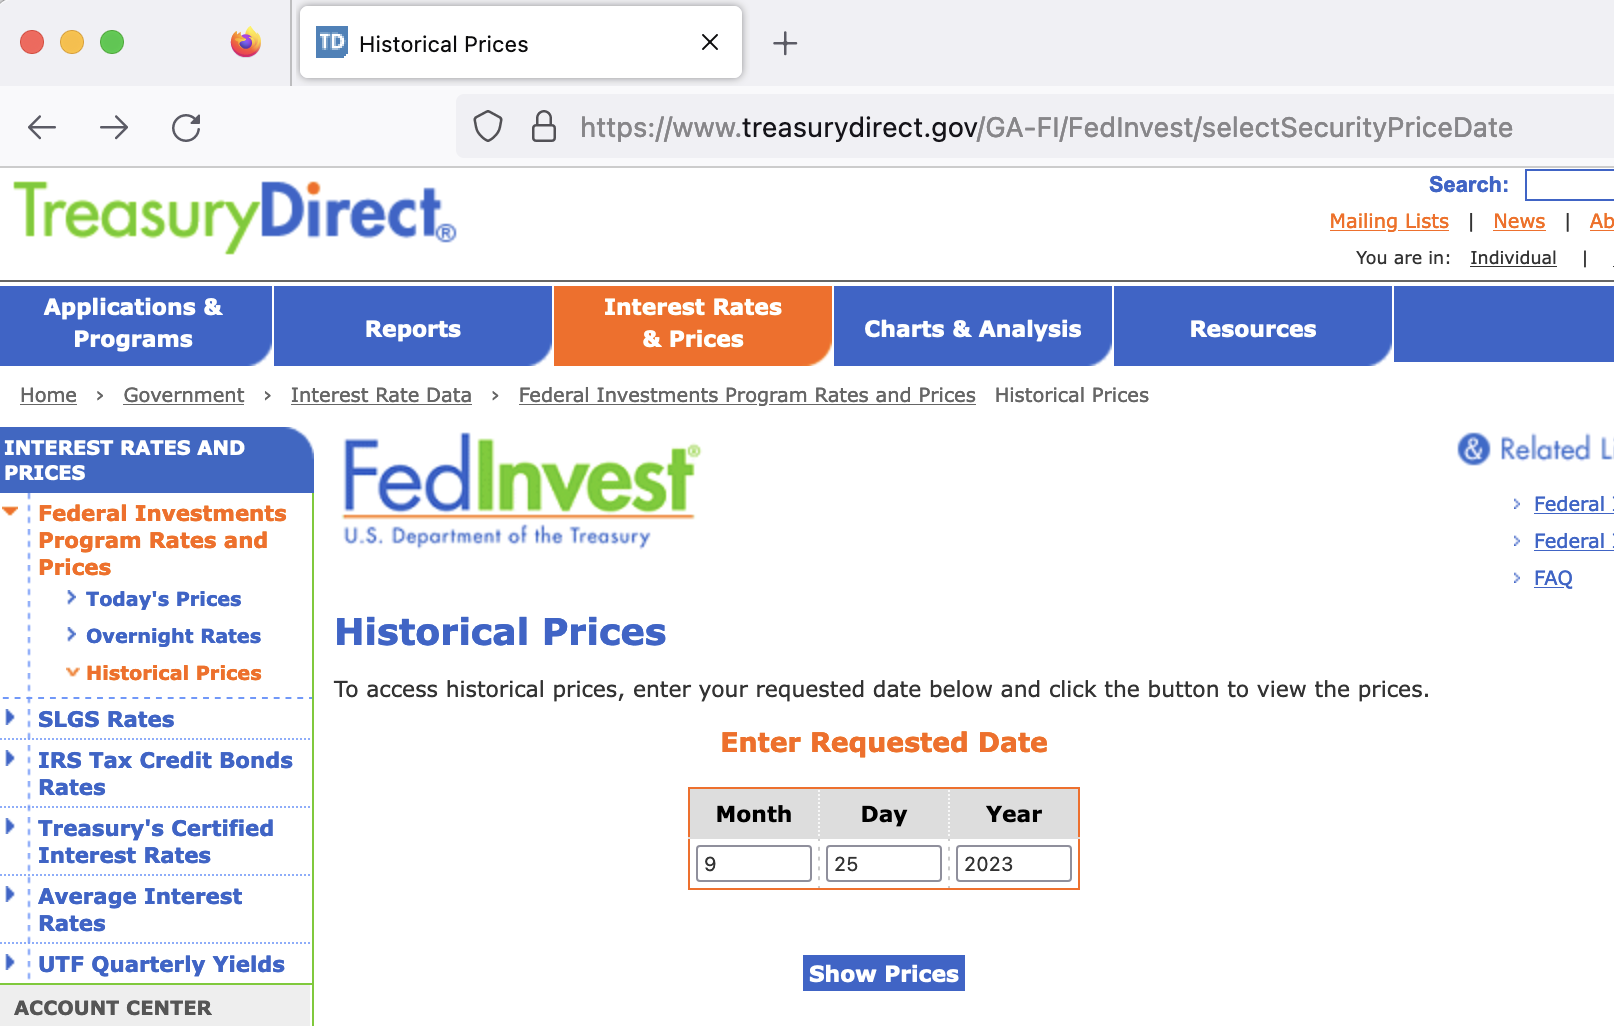 TD Historical Prices
https://www.treasurydirect.gov/GA-FI/FedInvest/selectSecurityPriceDate
TreasuryDirect®
Search:
Mailing Lists | News | Ab
You are in: Individual |
Applications & Programs
Reports
Interest Rates & Prices
Charts & Analysis
Resources
Home › Government › Interest Rate Data › Federal Investments Program Rates and Prices Historical Prices
INTEREST RATES AND
PRICES
Federal Investments
Program Rates and
Prices
Today's Prices
Overnight Rates
Historical Prices
SLGS Rates
IRS Tax Credit Bonds
Rates
Treasury's Certified
Interest Rates
Average Interest
Rates
UTF Quarterly Yields
ACCOUNT CENTER
FedInvest®
U.S. Department of the Treasury
Historical Prices
To access historical prices, enter your requested date below and click the button to view the prices.
Enter Requested Date
Month Day Year
9 25 2023
Show Prices
& Related Li
Federal
Federal
FAQ